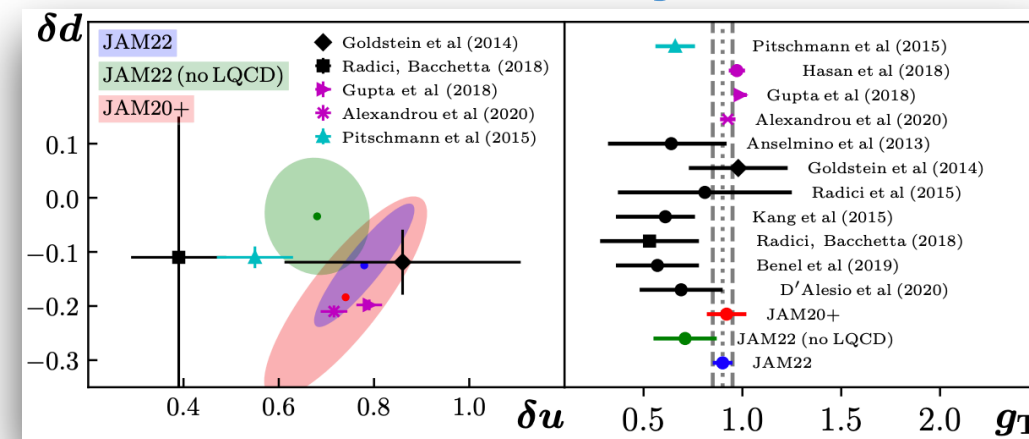 δd
JAM22
JAM22 (no LQCD)
JAM20+
Goldstein et al (2014)
Radici, Bacchetta (2018)
Gupta et al (2018)
Alexandrou et al (2020)
Pitschmann et al (2015)
0.1
0.0
−0.1
−0.2
−0.3
0.4
0.6
0.8
1.0
δu
Pitschmann et al (2015)
Hasan et al (2018)
Gupta et al (2018)
Alexandrou et al (2020)
Anselmino et al (2013)
Goldstein et al (2014)
Radici et al (2015)
Kang et al (2015)
Radici, Bacchetta (2018)
Benel et al (2019)
D′Alesio et al (2020)
JAM20+
JAM22 (no LQCD)
JAM22
0.5
1.0
1.5
2.0
gT